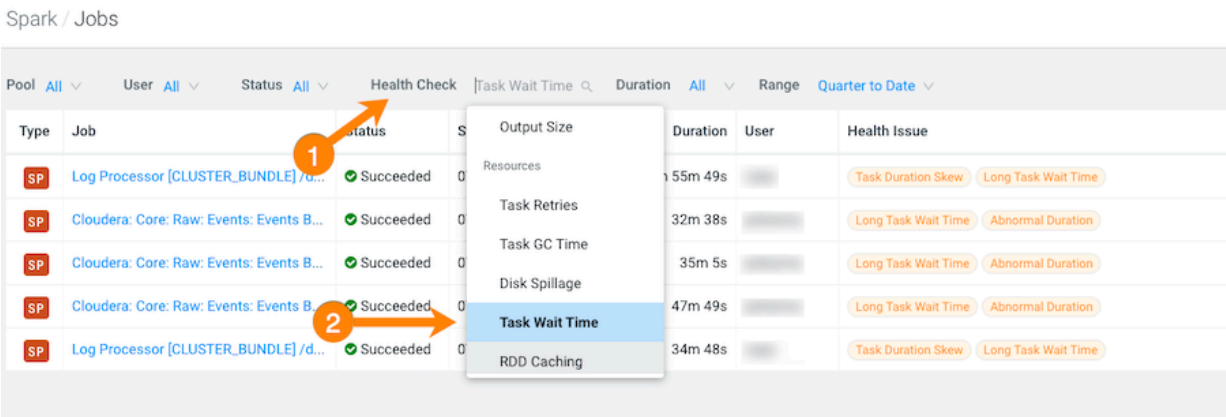 Spark / Jobs
Pool All User All Status All Health Check Task Wait Time Duration All Range Quarter to Date
Type Job Status S Duration User Health Issue
Output Size
Resources
Task Retries
Task GC Time
Disk Spillage
Task Wait Time
RDD Caching
1
2
SP Log Processor [CLUSTER_BUNDLE] /d... Succeeded 55m 49s Task Duration Skew Long Task Wait Time
SP Cloudera: Core: Raw: Events: Events B... Succeeded 32m 38s Long Task Wait Time Abnormal Duration
SP Cloudera: Core: Raw: Events: Events B... Succeeded 35m 5s Long Task Wait Time Abnormal Duration
SP Cloudera: Core: Raw: Events: Events B... Succeeded 47m 49s Long Task Wait Time Abnormal Duration
SP Log Processor [CLUSTER_BUNDLE] /d... Succeeded 34m 48s Task Duration Skew Long Task Wait Time